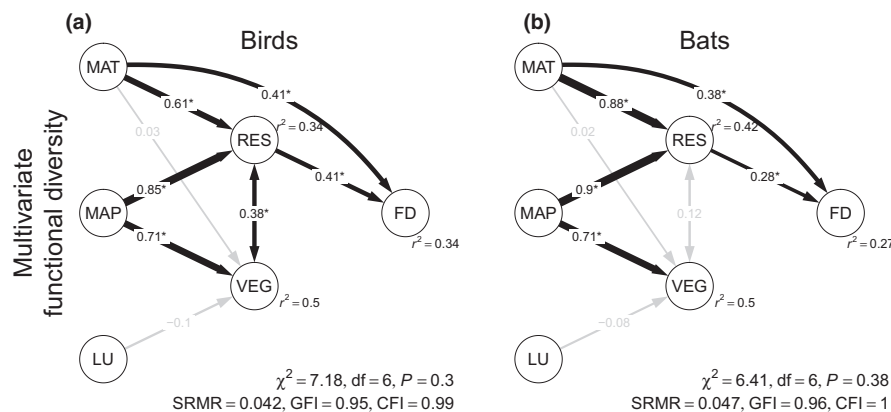 (a)
Birds
Multivariate
functional diversity
MAT
0.41*
0.61*
0.03
RES
r² = 0.34
0.85*
0.41*
MAP
0.38*
FD
r² = 0.34
0.71*
VEG
r² = 0.5
−0.1
LU
χ² = 7.18, df = 6, P = 0.3
SRMR = 0.042, GFI = 0.95, CFI = 0.99
(b)
Bats
MAT
0.38*
0.88*
0.02
RES
r² = 0.42
0.9*
0.28*
MAP
0.12
FD
r² = 0.27
0.71*
VEG
r² = 0.5
−0.08
LU
χ² = 6.41, df = 6, P = 0.38
SRMR = 0.047, GFI = 0.96, CFI = 1